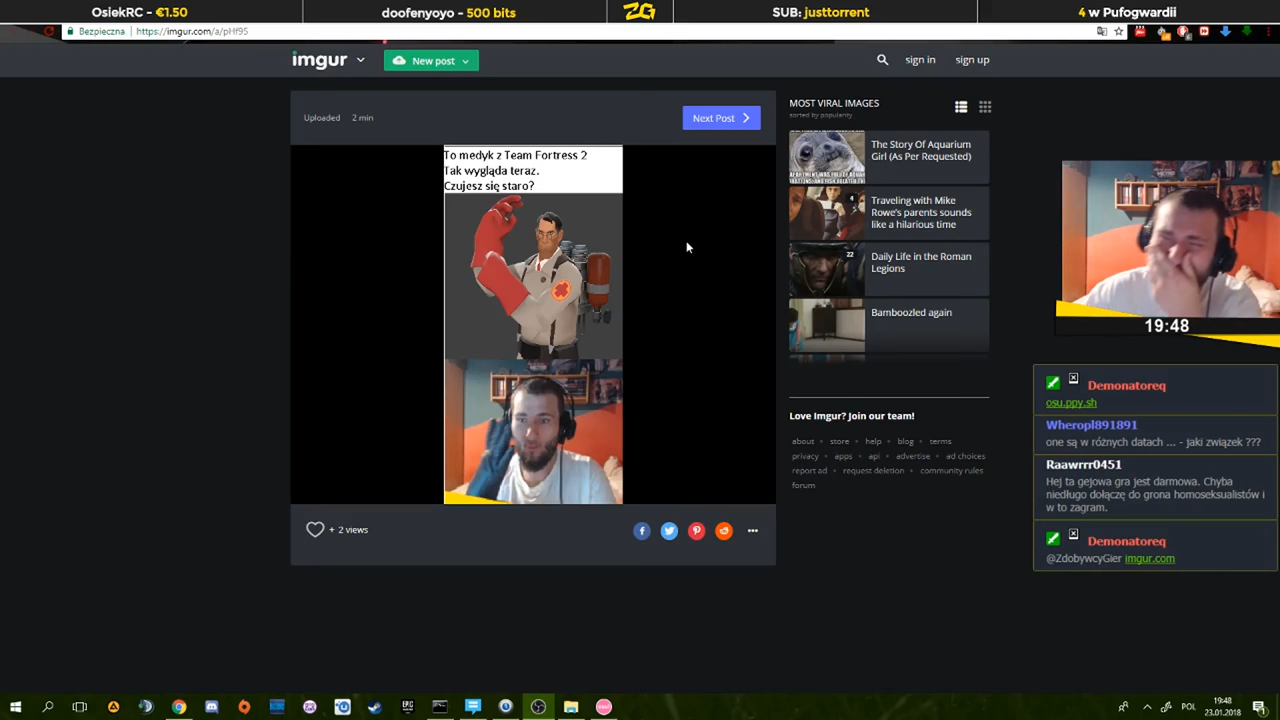 OsiekRC - €1.50
doofenyoyo - 500 bits
ZG
SUB: justtorrent
4 w Pufogwardii
Bezpieczna
https://imgur.com/a/pHf95
imgur
New post
sign in
sign up
Uploaded 2 min
Next Post
To medyk z Team Fortress 2
Tak wygląda teraz.
Czujesz się staro?
+ 2 views
MOST VIRAL IMAGES
sorted by popularity
The Story Of Aquarium
Girl (As Per Requested)
4
Traveling with Mike
Rowe's parents sounds
like a hilarious time
22
Daily Life in the Roman
Legions
Bamboozled again
Love Imgur? Join our team!
about store help blog terms
privacy apps api advertise ad choices
report ad request deletion community rules
forum
19:48
Demonatoreq
osu.ppy.sh
Wheropl891891
one są w różnych datach ... - jaki związek ???
Raawrrr0451
Hej ta gejowa gra jest darmowa. Chyba
niedługo dołączę do grona homoseksualistów i
w to zagram.
Demonatoreq
@ZdobywcyGier imgur.com
POL
19:48
23.01.2018